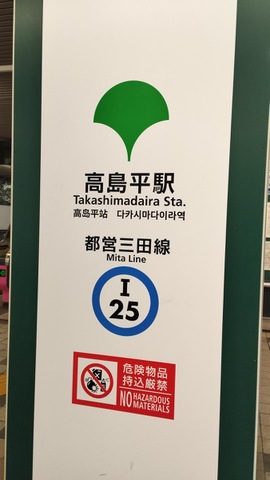 高島平駅
Takashimadaira Sta.
高岛平站 다카시마다이라역
都営三田線
Mita Line
I
25
危険物品
持込厳禁
NO HAZARDOUS
MATERIALS